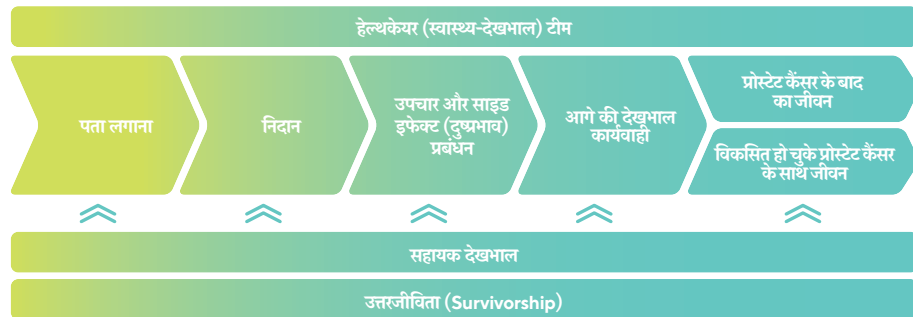 हेल्थकेयर (स्वास्थ्य-देखभाल) टीम
पता लगाना
निदान
उपचार और साइड
इफेक्ट (दुष्प्रभाव)
प्रबंधन
आगे की देखभाल
कार्यवाही
प्रोस्टेट कैंसर के बाद
का जीवन
विकसित हो चुके प्रोस्टेट कैंसर
के साथ जीवन
सहायक देखभाल
उत्तरजीविता (Survivorship)